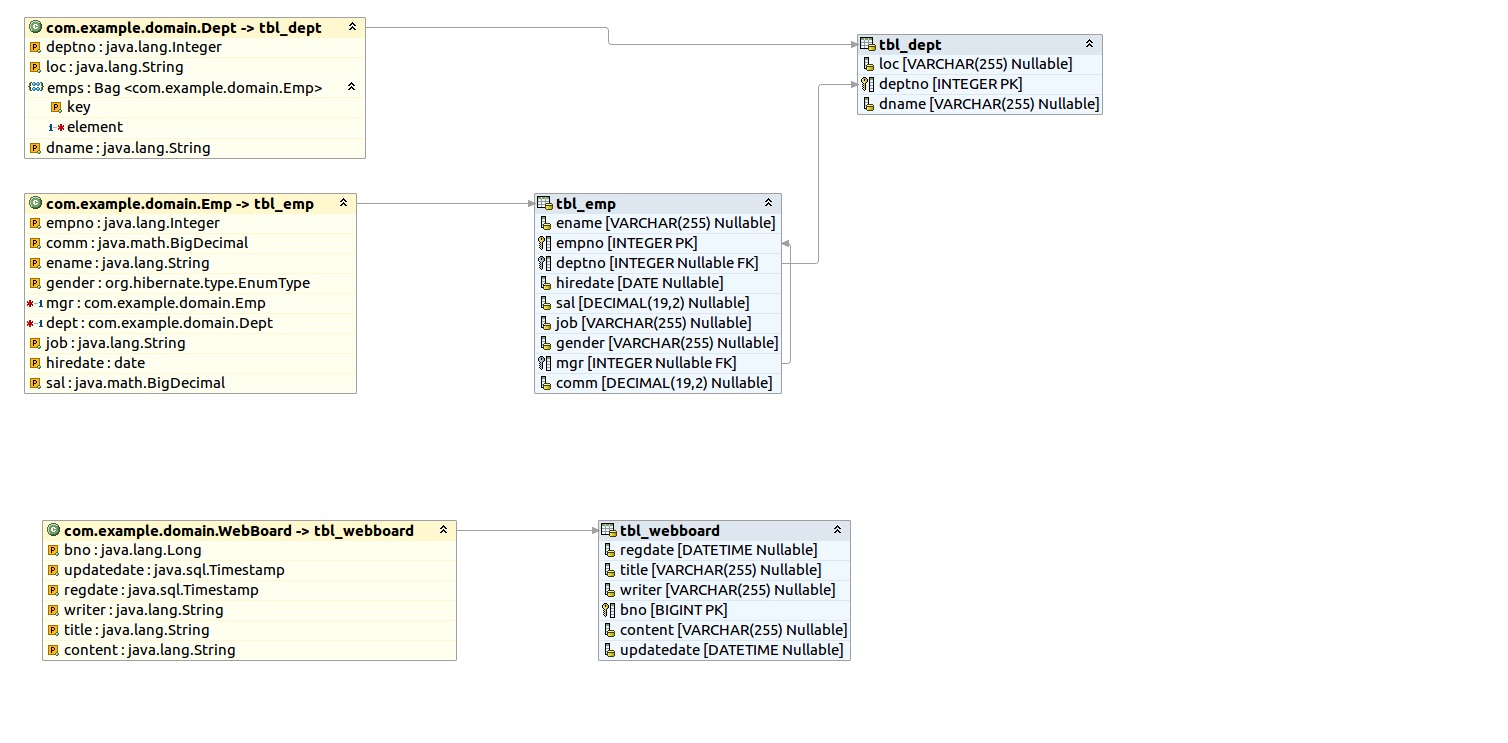 com.example.domain.Dept -> tbl_dept
deptno : java.lang.Integer
loc : java.lang.String
emps : Bag <com.example.domain.Emp>
key
element
dname : java.lang.String
tbl_dept
loc [VARCHAR(255) Nullable]
deptno [INTEGER PK]
dname [VARCHAR(255) Nullable]
com.example.domain.Emp -> tbl_emp
empno : java.lang.Integer
comm : java.math.BigDecimal
ename : java.lang.String
gender : org.hibernate.type.EnumType
mgr : com.example.domain.Emp
dept : com.example.domain.Dept
job : java.lang.String
hiredate : date
sal : java.math.BigDecimal
tbl_emp
ename [VARCHAR(255) Nullable]
empno [INTEGER PK]
deptno [INTEGER Nullable FK]
hiredate [DATE Nullable]
sal [DECIMAL(19,2) Nullable]
job [VARCHAR(255) Nullable]
gender [VARCHAR(255) Nullable]
mgr [INTEGER Nullable FK]
comm [DECIMAL(19,2) Nullable]
com.example.domain.WebBoard -> tbl_webboard
bno : java.lang.Long
updatedate : java.sql.Timestamp
regdate : java.sql.Timestamp
writer : java.lang.String
title : java.lang.String
content : java.lang.String
tbl_webboard
regdate [DATETIME Nullable]
title [VARCHAR(255) Nullable]
writer [VARCHAR(255) Nullable]
bno [BIGINT PK]
content [VARCHAR(255) Nullable]
updatedate [DATETIME Nullable]